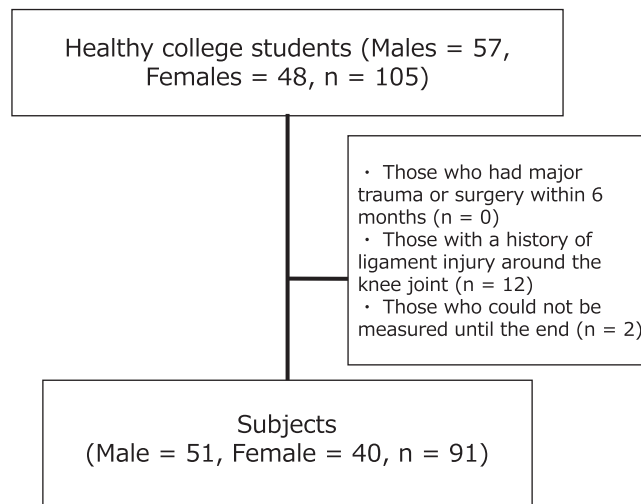 Healthy college students (Males = 57,
Females = 48, n = 105)
・ Those who had major
trauma or surgery within 6
months (n = 0)
・ Those with a history of
ligament injury around the
knee joint (n = 12)
・ Those who could not be
measured until the end (n = 2)
Subjects
(Male = 51, Female = 40, n = 91)